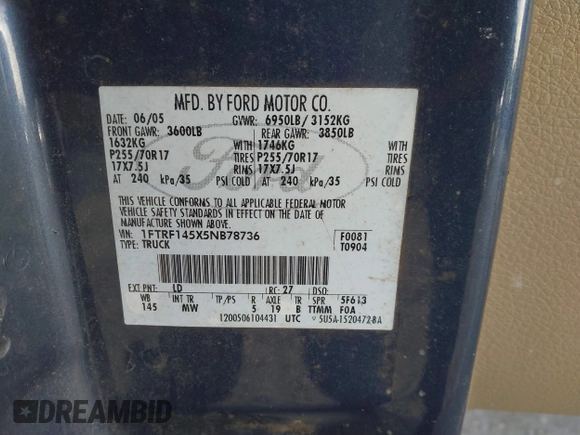 MFD. BY FORD MOTOR CO.
DATE: 06/05 GVWR: 6950LB/ 3152KG
FRONT GAWR: 3600LB REAR GAWR: 3850LB
1632KG WITH 1746KG WITH
P255/70R17 TIRES P255/70R17 TIRES
17X7.5J RIMS 17X7.5J RIMS
AT 240 kPa/35 PSI COLD AT 240 kPa/35 PSI COLD
Ford
THIS VEHICLE CONFORMS TO ALL APPLICABLE FEDERAL MOTOR
VEHICLE SAFETY STANDARDS IN EFFECT ON THE DATE OF
MANUFACTURE SHOWN ABOVE.
VIN: 1FTRF145X5NB78736 F0081
TYPE: TRUCK T0904
EXT PNT: LD RC: 27 DSO:
WB INT TR TP/PS R AXLE TR SPR 5F613
145 MW 5 19 B TTMM F0A
1200506104431 UTC 5U5A-1520472-BA
DREAMBID